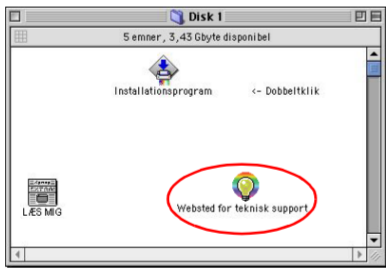 Disk 1
5 emner, 3,43 Gbyte disponibel
Installationsprogram
<- Dobbeltklik
LÆS MIG
Websted for teknisk support